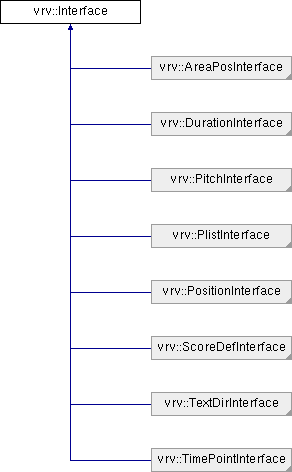 vrv::Interface
vrv::AreaPosInterface
vrv::DurationInterface
vrv::PitchInterface
vrv::PlistInterface
vrv::PositionInterface
vrv::ScoreDefInterface
vrv::TextDirInterface
vrv::TimePointInterface